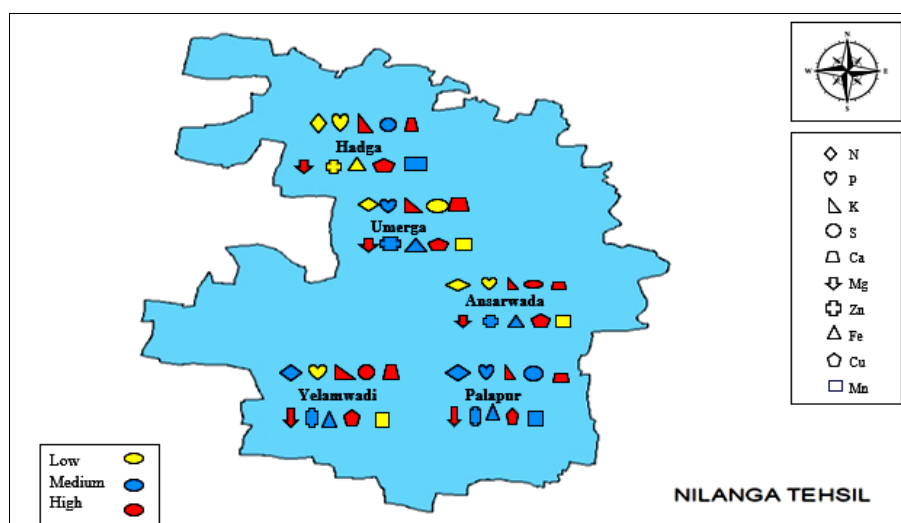 N
W E
S
N
P
K
S
Ca
Mg
Zn
Fe
Cu
Mn
Hadga
Umerga
Ansarwada
Yelamwadi Palapur
Low
Medium
High
NILANGA TEHSIL